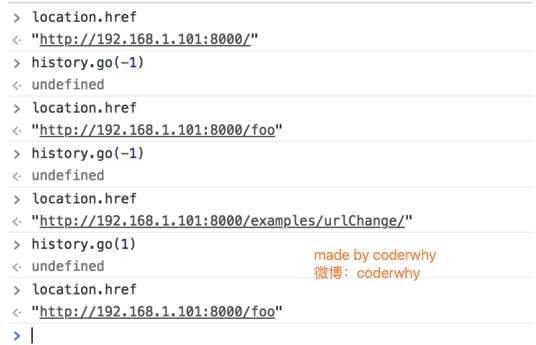 > location.href
<· "http://192.168.1.101:8000/"
> history.go(-1)
<· undefined
> location.href
<· "http://192.168.1.101:8000/foo"
> history.go(-1)
<· undefined
> location.href
<· "http://192.168.1.101:8000/examples/urlChange/"
> history.go(1)
<· undefined
made by coderwhy
微博：coderwhy
> location.href
<· "http://192.168.1.101:8000/foo"
>